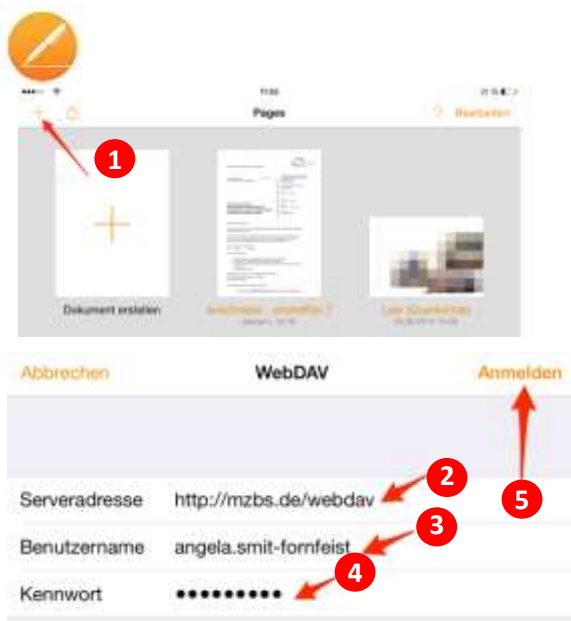 11:55
Pages
Bearbeiten
1
Dokument erstellen
Abbrechen WebDAV Anmelden
2
5
Serveradresse http://mzbs.de/webdav
3
Benutzername angela.smit-fornfeist
4
Kennwort •••••••••